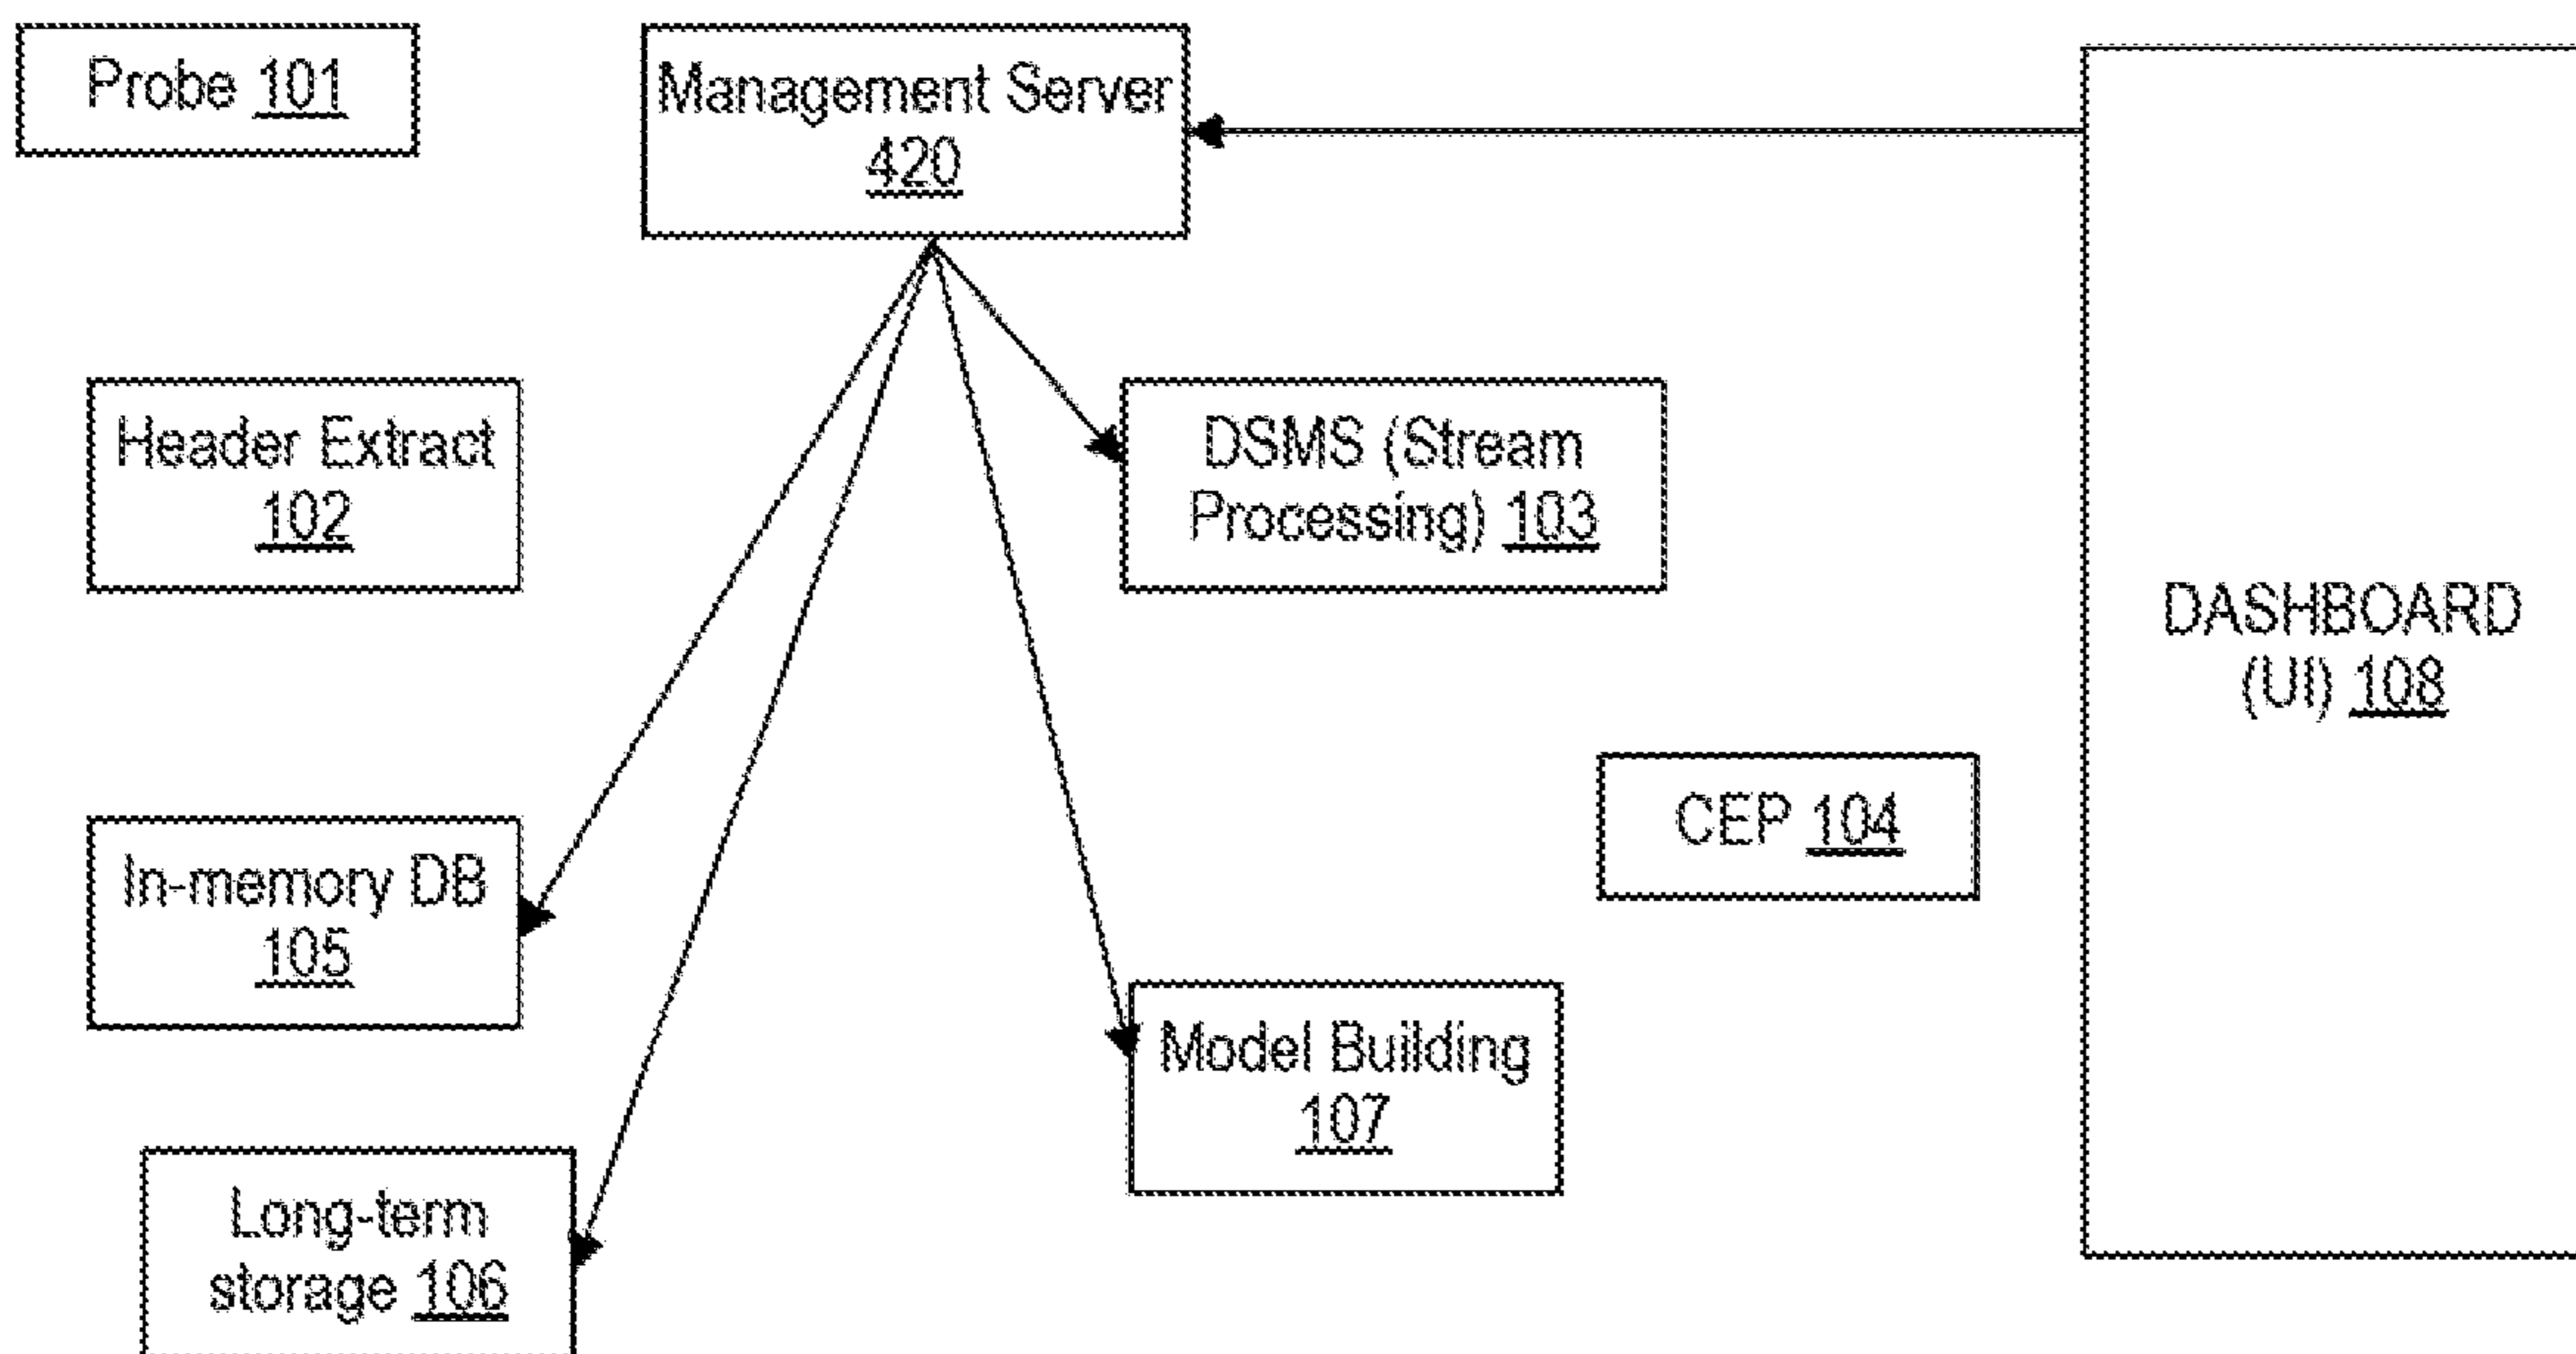 Probe 101
Management Server
420
Header Extract
102
DSMS (Stream
Processing) 103
DASHBOARD
(UI) 108
CEP 104
In-memory DB
105
Model Building
107
Long-term
storage 106